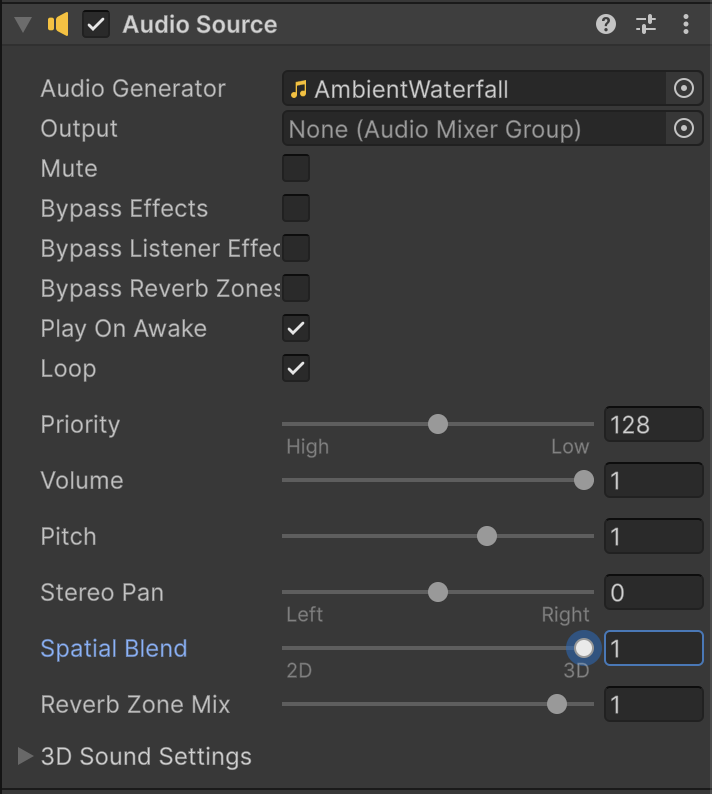 Audio Source
Audio Generator AmbientWaterfall
Output None (Audio Mixer Group)
Mute
Bypass Effects
Bypass Listener Effec
Bypass Reverb Zones
Play On Awake
Loop
Priority 128
High Low
Volume 1
Pitch 1
Stereo Pan 0
Left Right
Spatial Blend 1
2D 3D
Reverb Zone Mix 1
3D Sound Settings